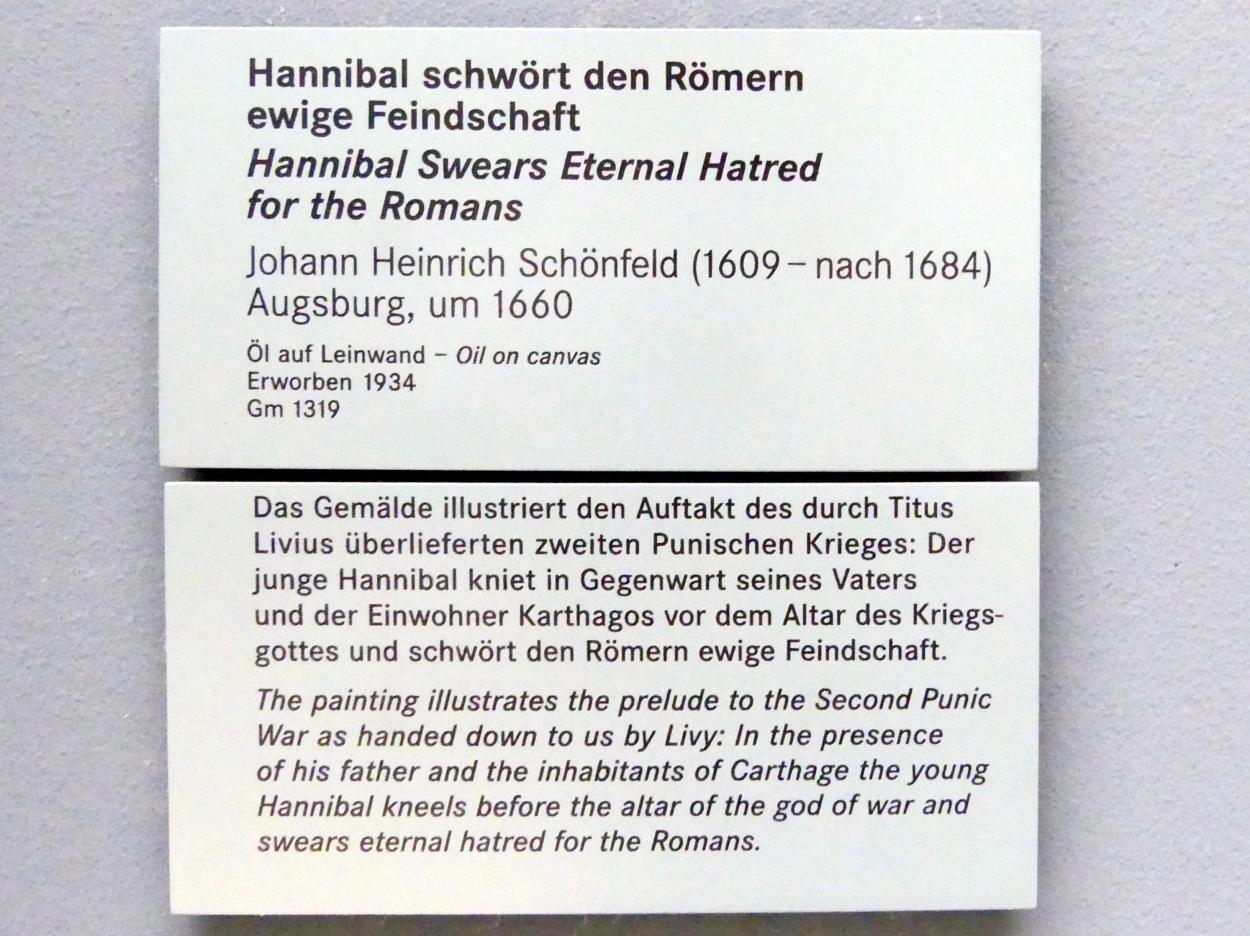 Hannibal schwört den Römern
ewige Feindschaft
Hannibal Swears Eternal Hatred
for the Romans
Johann Heinrich Schönfeld (1609 – nach 1684)
Augsburg, um 1660
Öl auf Leinwand – Oil on canvas
Erworben 1934
Gm 1319
Das Gemälde illustriert den Auftakt des durch Titus
Livius überlieferten zweiten Punischen Krieges: Der
junge Hannibal kniet in Gegenwart seines Vaters
und der Einwohner Karthagos vor dem Altar des Kriegs-
gottes und schwört den Römern ewige Feindschaft.
The painting illustrates the prelude to the Second Punic
War as handed down to us by Livy: In the presence
of his father and the inhabitants of Carthage the young
Hannibal kneels before the altar of the god of war and
swears eternal hatred for the Romans.